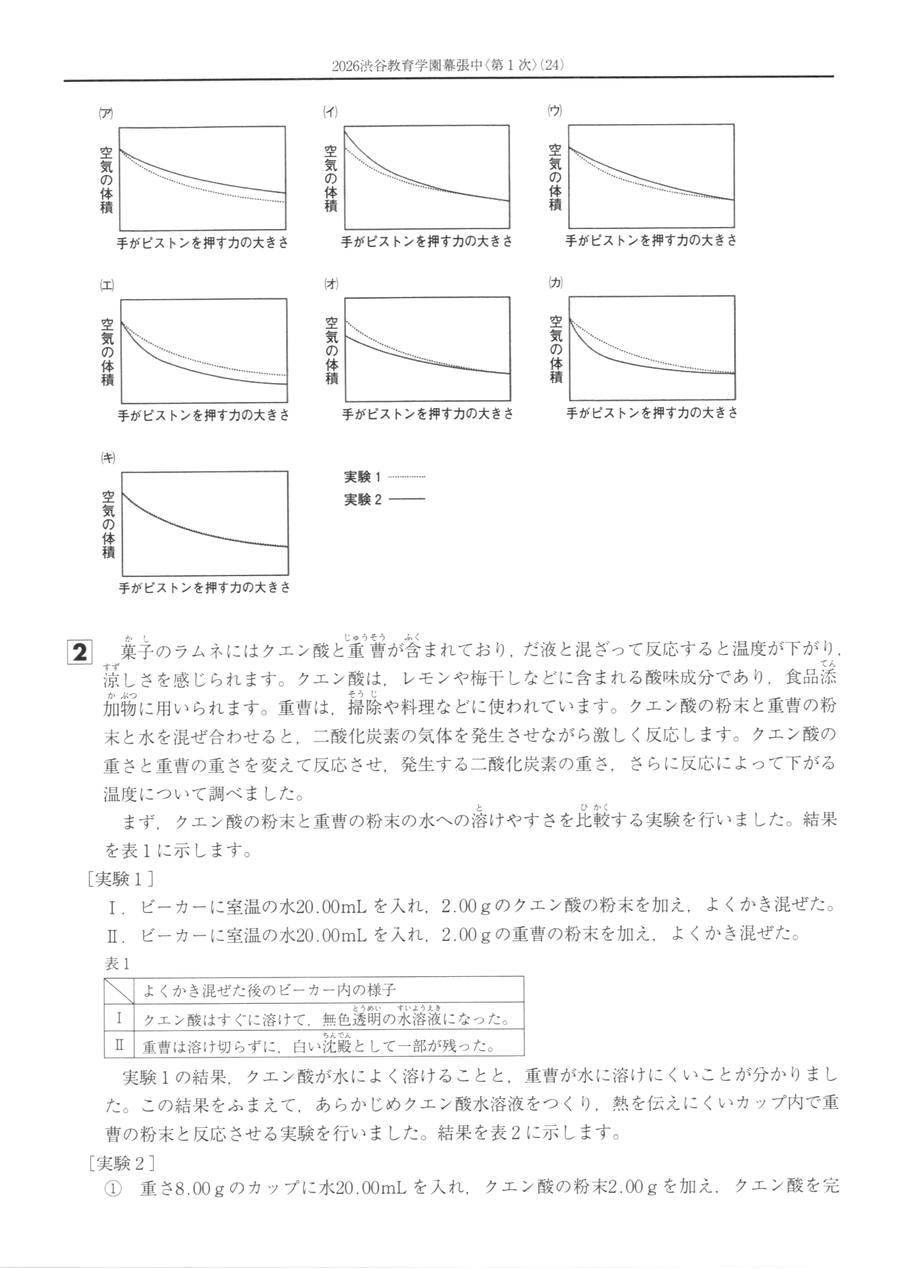 2026渋谷教育学園幕張中〈第1次〉(24)
(ア)
(イ)
(ウ)
空気の体積
空気の体積
空気の体積
手がピストンを押す力の大きさ
手がピストンを押す力の大きさ
手がピストンを押す力の大きさ
(エ)
(オ)
(カ)
空気の体積
空気の体積
空気の体積
手がピストンを押す力の大きさ
手がピストンを押す力の大きさ
手がピストンを押す力の大きさ
(キ)
空気の体積
手がピストンを押す力の大きさ
実験1
実験2
かし じゅうそう ふく
2 菓子のラムネにはクエン酸と重曹が含まれており，だ液と混ざって反応すると温度が下がり，
すず てん
涼しさを感じられます。クエン酸は，レモンや梅干しなどに含まれる酸味成分であり，食品添
かぶつ そうじ
加物に用いられます。重曹は，掃除や料理などに使われています。クエン酸の粉末と重曹の粉
末と水を混ぜ合わせると，二酸化炭素の気体を発生させながら激しく反応します。クエン酸の
重さと重曹の重さを変えて反応させ，発生する二酸化炭素の重さ，さらに反応によって下がる
温度について調べました。
と ひかく
まず，クエン酸の粉末と重曹の粉末の水への溶けやすさを比較する実験を行いました。結果
を表1に示します。
[実験1]
Ⅰ．ビーカーに室温の水20.00mLを入れ，2.00gのクエン酸の粉末を加え，よくかき混ぜた。
Ⅱ．ビーカーに室温の水20.00mLを入れ，2.00gの重曹の粉末を加え，よくかき混ぜた。
表1
よくかき混ぜた後のビーカー内の様子
とうめい すいようえき
Ⅰ クエン酸はすぐに溶けて，無色透明の水溶液になった。
ちんでん
Ⅱ 重曹は溶け切らずに，白い沈殿として一部が残った。
実験1の結果，クエン酸が水によく溶けることと，重曹が水に溶けにくいことが分かりまし
た。この結果をふまえて，あらかじめクエン酸水溶液をつくり，熱を伝えにくいカップ内で重
曹の粉末と反応させる実験を行いました。結果を表2に示します。
[実験2]
① 重さ8.00gのカップに水20.00mLを入れ，クエン酸の粉末2.00gを加え，クエン酸を完